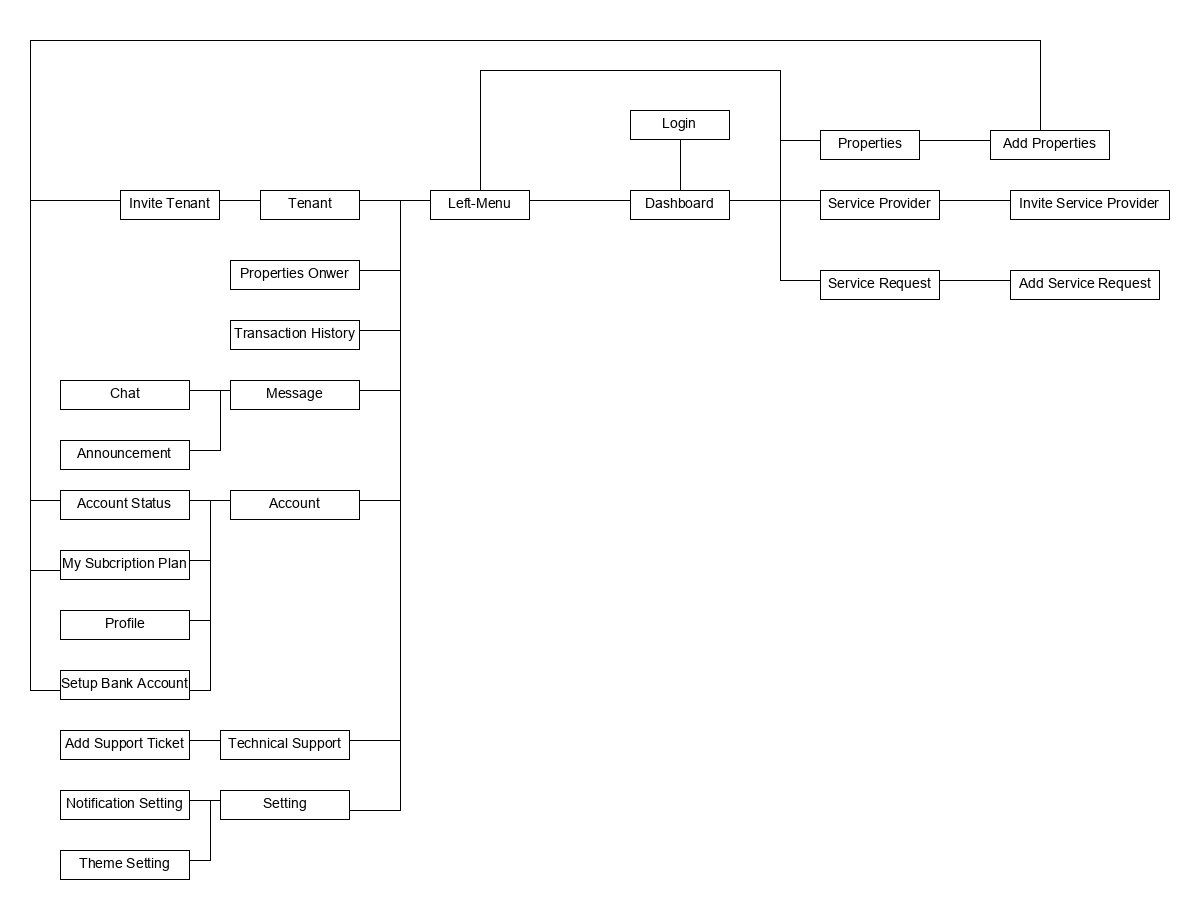 Login
Properties
Add Properties
Invite Tenant
Tenant
Left-Menu
Dashboard
Service Provider
Invite Service Provider
Properties Onwer
Service Request
Add Service Request
Transaction History
Chat
Message
Announcement
Account Status
Account
My Subcription Plan
Profile
Setup Bank Account
Add Support Ticket
Technical Support
Notification Setting
Setting
Theme Setting